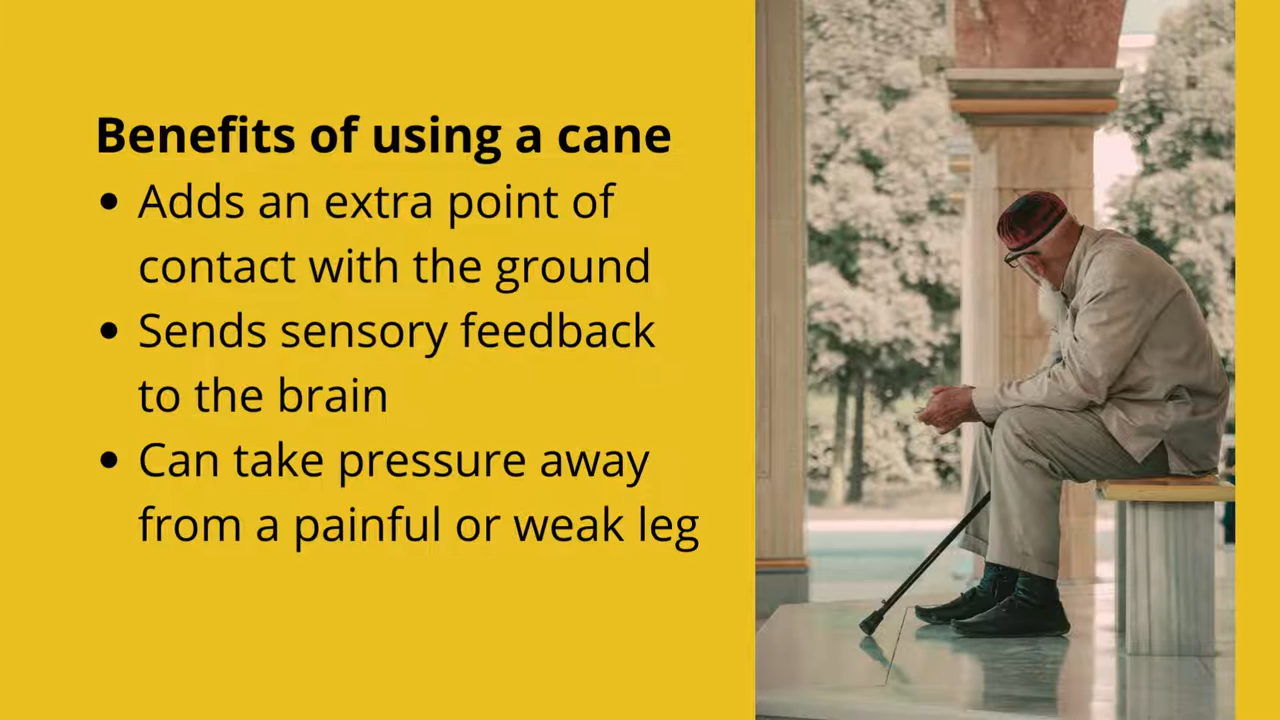 Benefits of using a cane
• Adds an extra point of
contact with the ground
• Sends sensory feedback
to the brain
• Can take pressure away
from a painful or weak leg